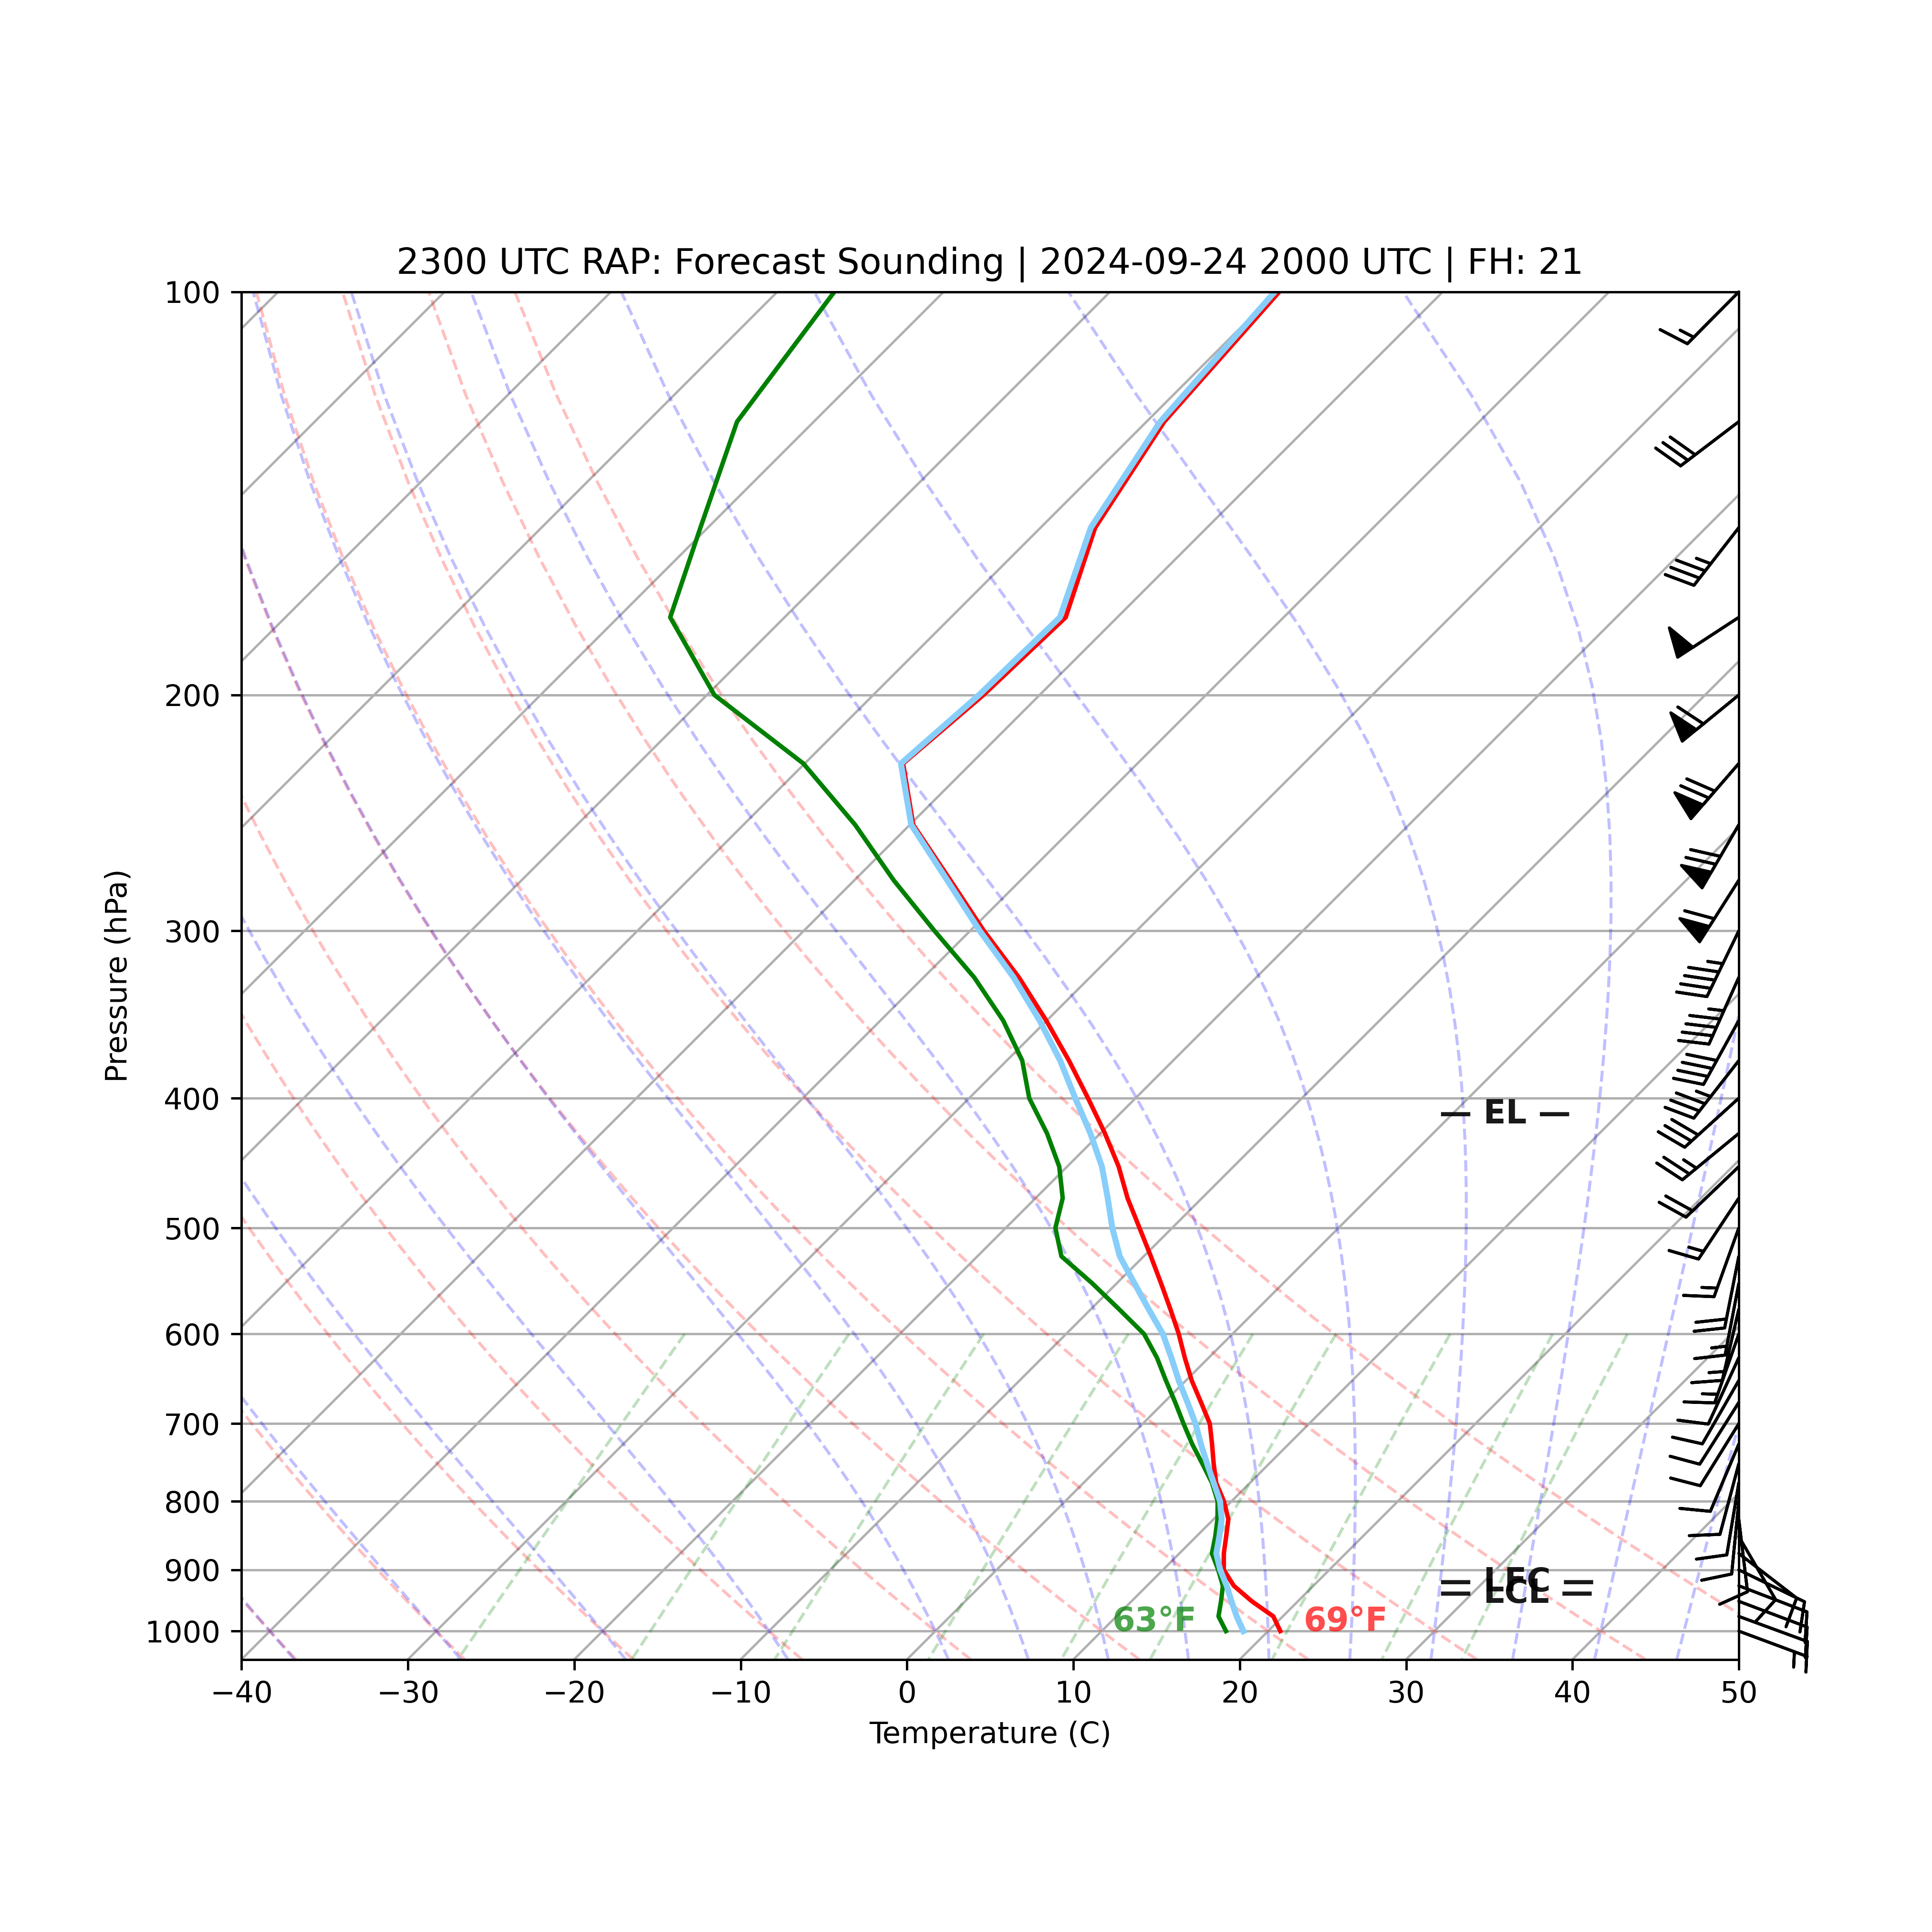 2300 UTC RAP: Forecast Sounding | 2024-09-24 2000 UTC | FH: 21
100
200
300
— EL —
400
500
600
700
800
900
— LFC —
— LCL —
63°F 69°F
1000
−40 −30 −20 −10 0 10 20 30 40 50
Temperature (C)
Pressure (hPa)